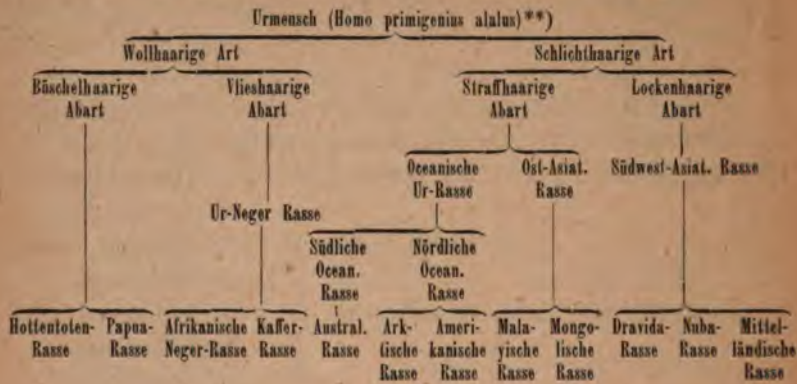 Urmensch (Homo primigenius alalus)**)
Wollhaarige Art Schlichthaarige Art
Büschelhaarige Vlieshaarige Straffhaarige Lockenhaarige
Abart Abart Abart Abart
Oceanische Ost-Asiat. Südwest-Asiat. Rasse
Ur-Rasse Rasse
Ur-Neger Rasse
Südliche Nördliche
Ocean. Ocean.
Rasse Rasse
Hottentoten- Papua- Afrikanische Kaffer- Austral. Ark- Ameri- Mala- Mongo- Dravida- Nuba- Mittel-
Rasse Rasse Neger-Rasse Rasse Rasse tische kanische yische lische Rasse Rasse ländische
Rasse Rasse Rasse Rasse Rasse